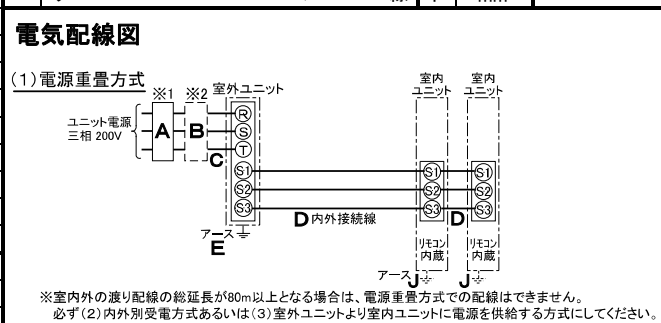 電気配線図
(1)電源重畳方式
※1 ※2
室外ユニット
室内
ユニット
室内
ユニット
ユニット電源
三相 200V
A
B
C
R
S
T
S1
S2
S3
S1
S2
S3
S1
S2
S3
D 内外接続線
D
アース
E
リモコン
内蔵
リモコン
内蔵
アース J
J
※室内外の渡り配線の総延長が80m以上となる場合は、電源重畳方式での配線はできません。
必ず(2)内外別受電方式あるいは(3)室外ユニットより室内ユニットに電源を供給する方式にしてください。